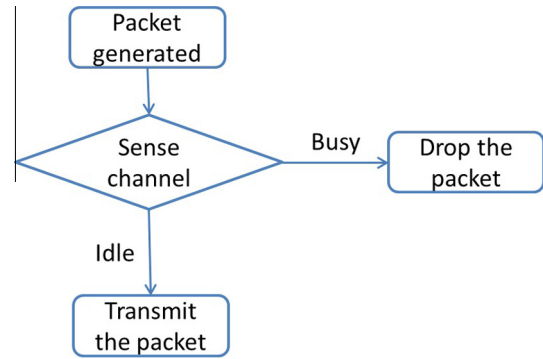 Packet
generated
Sense
channel
Busy
Drop the
packet
Idle
Transmit
the packet